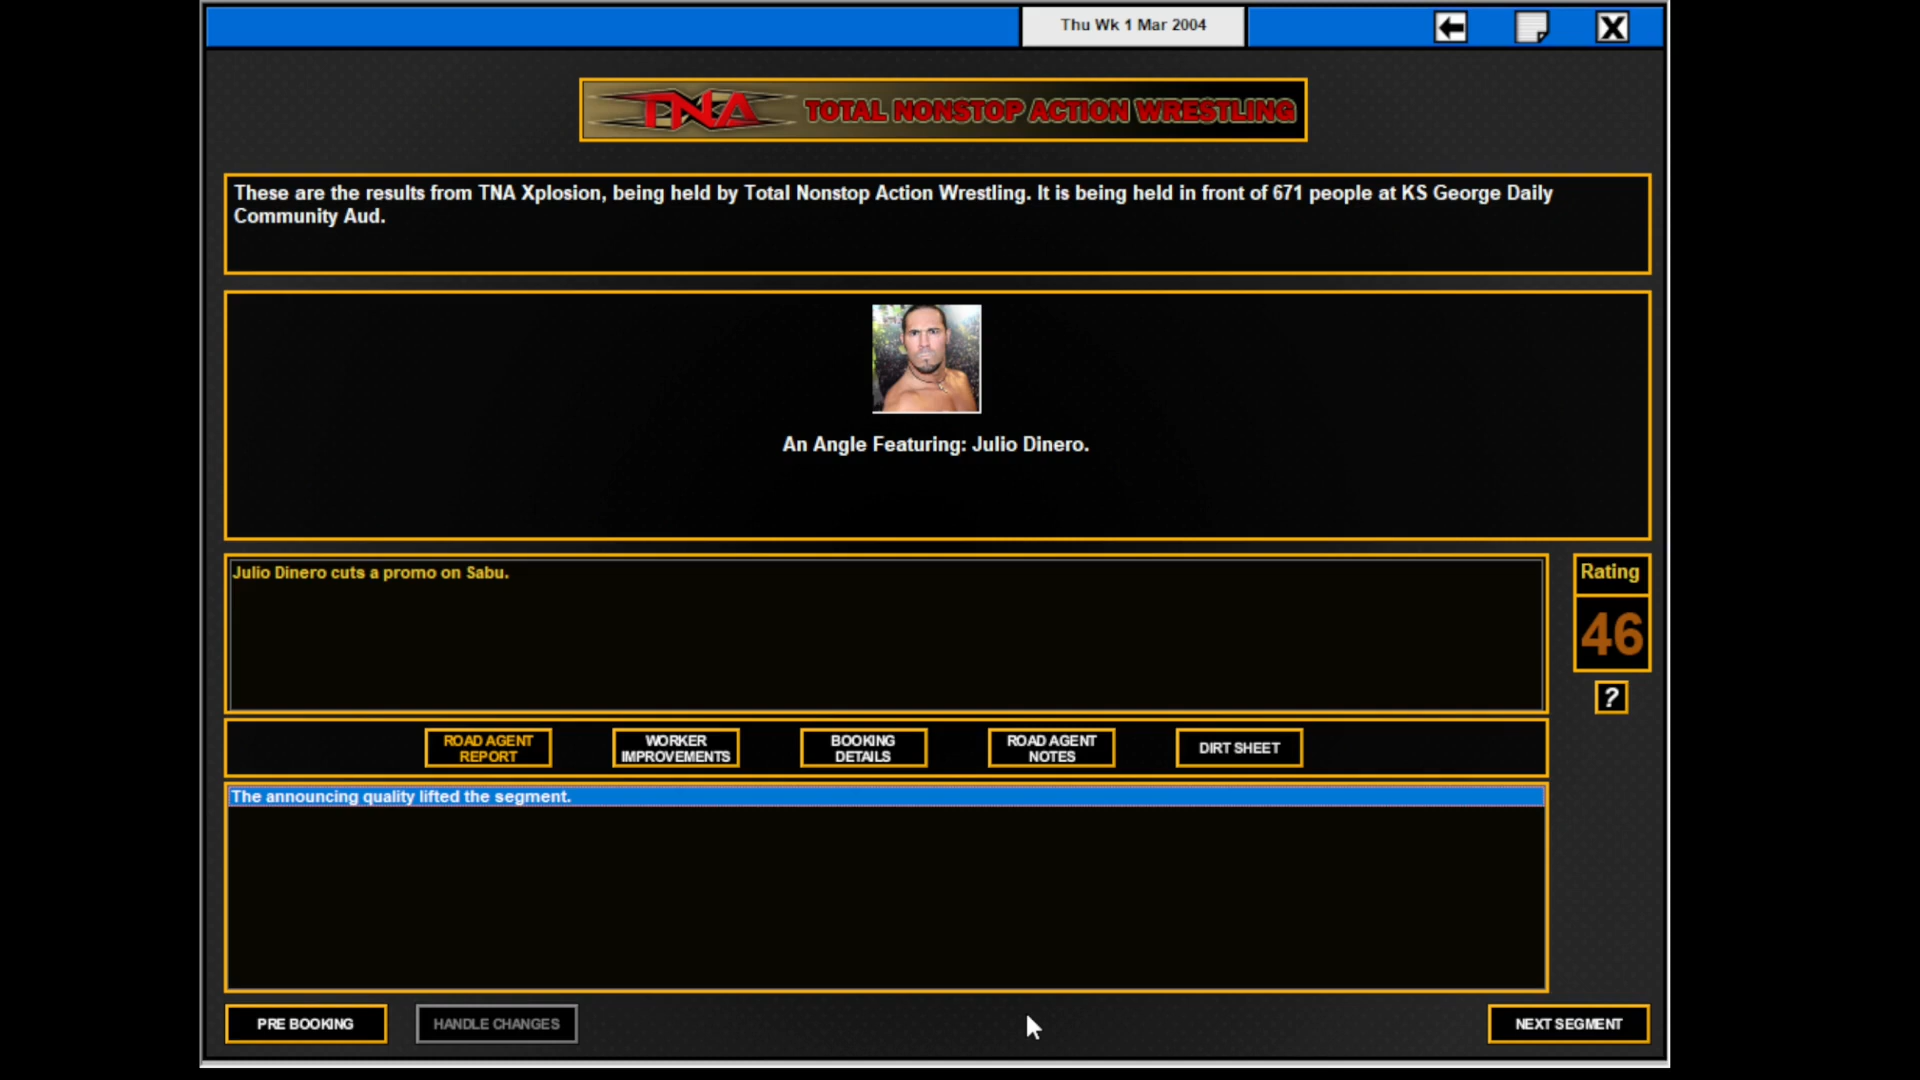 Thu Wk 1 Mar 2004
TNA TOTAL NONSTOP ACTION WRESTLING
These are the results from TNA Xplosion, being held by Total Nonstop Action Wrestling. It is being held in front of 671 people at KS George Daily
Community Aud.
An Angle Featuring: Julio Dinero.
Julio Dinero cuts a promo on Sabu.
Rating
46
?
ROAD AGENT
REPORT
WORKER
IMPROVEMENTS
BOOKING
DETAILS
ROAD AGENT
NOTES
DIRT SHEET
The announcing quality lifted the segment.
PRE BOOKING
HANDLE CHANGES
NEXT SEGMENT